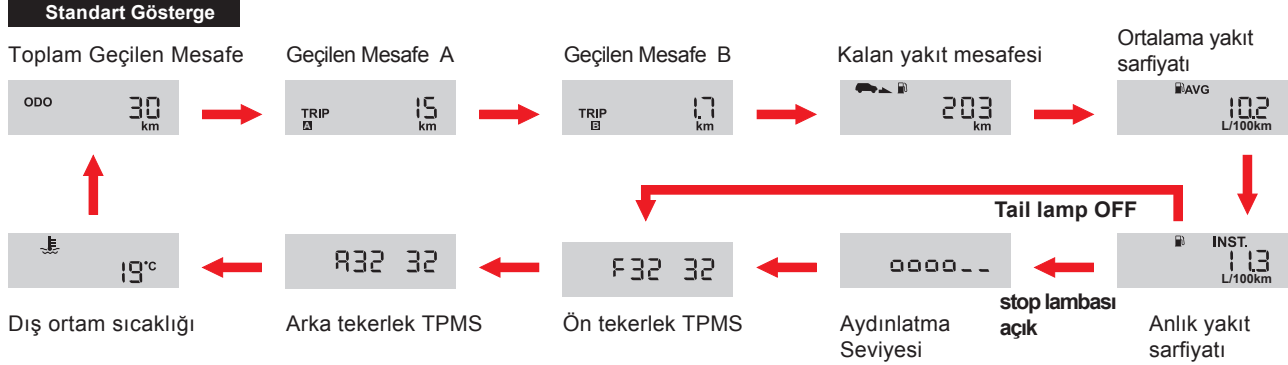 Standart Gösterge
Toplam Geçilen Mesafe
Geçilen Mesafe A
Geçilen Mesafe B
Kalan yakıt mesafesi
Ortalama yakıt
sarfiyatı
ODO 30
km
TRIP A 15
km
TRIP B 1.7
km
203
km
AVG
10.2
L/100km
Tail lamp OFF
19°C
A32 32
F32 32
oooo--
INST.
11.3
L/100km
stop lambası
açık
Dış ortam sıcaklığı
Arka tekerlek TPMS
Ön tekerlek TPMS
Aydınlatma
Seviyesi
Anlık yakıt
sarfiyatı